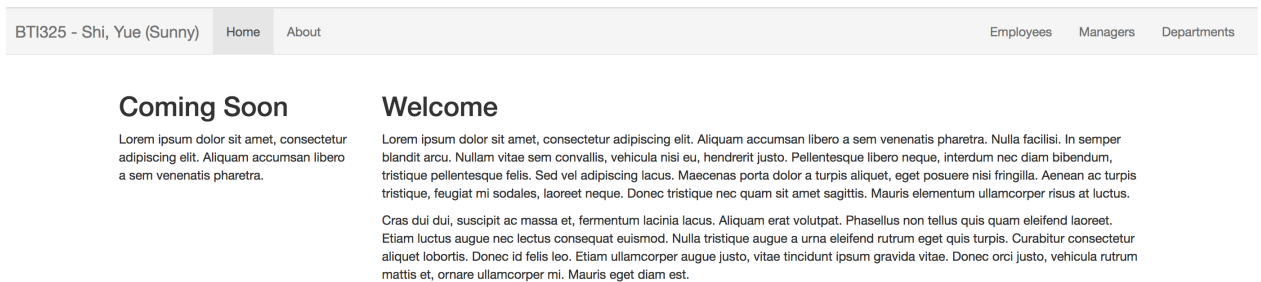 BTI325 - Shi, Yue (Sunny) Home About Employees Managers Departments
Coming Soon
Lorem ipsum dolor sit amet, consectetur
adipiscing elit. Aliquam accumsan libero
a sem venenatis pharetra.
Welcome
Lorem ipsum dolor sit amet, consectetur adipiscing elit. Aliquam accumsan libero a sem venenatis pharetra. Nulla facilisi. In semper
blandit arcu. Nullam vitae sem convallis, vehicula nisi eu, hendrerit justo. Pellentesque libero neque, interdum nec diam bibendum,
tristique pellentesque felis. Sed vel adipiscing lacus. Maecenas porta dolor a turpis aliquet, eget posuere nisi fringilla. Aenean ac turpis
tristique, feugiat mi sodales, laoreet neque. Donec tristique nec quam sit amet sagittis. Mauris elementum ullamcorper risus at luctus.
Cras dui dui, suscipit ac massa et, fermentum lacinia lacus. Aliquam erat volutpat. Phasellus non tellus quis quam eleifend laoreet.
Etiam luctus augue nec lectus consequat euismod. Nulla tristique augue a urna eleifend rutrum eget quis turpis. Curabitur consectetur
aliquet lobortis. Donec id felis leo. Etiam ullamcorper augue justo, vitae tincidunt ipsum gravida vitae. Donec orci justo, vehicula rutrum
mattis et, ornare ullamcorper mi. Mauris eget diam est.